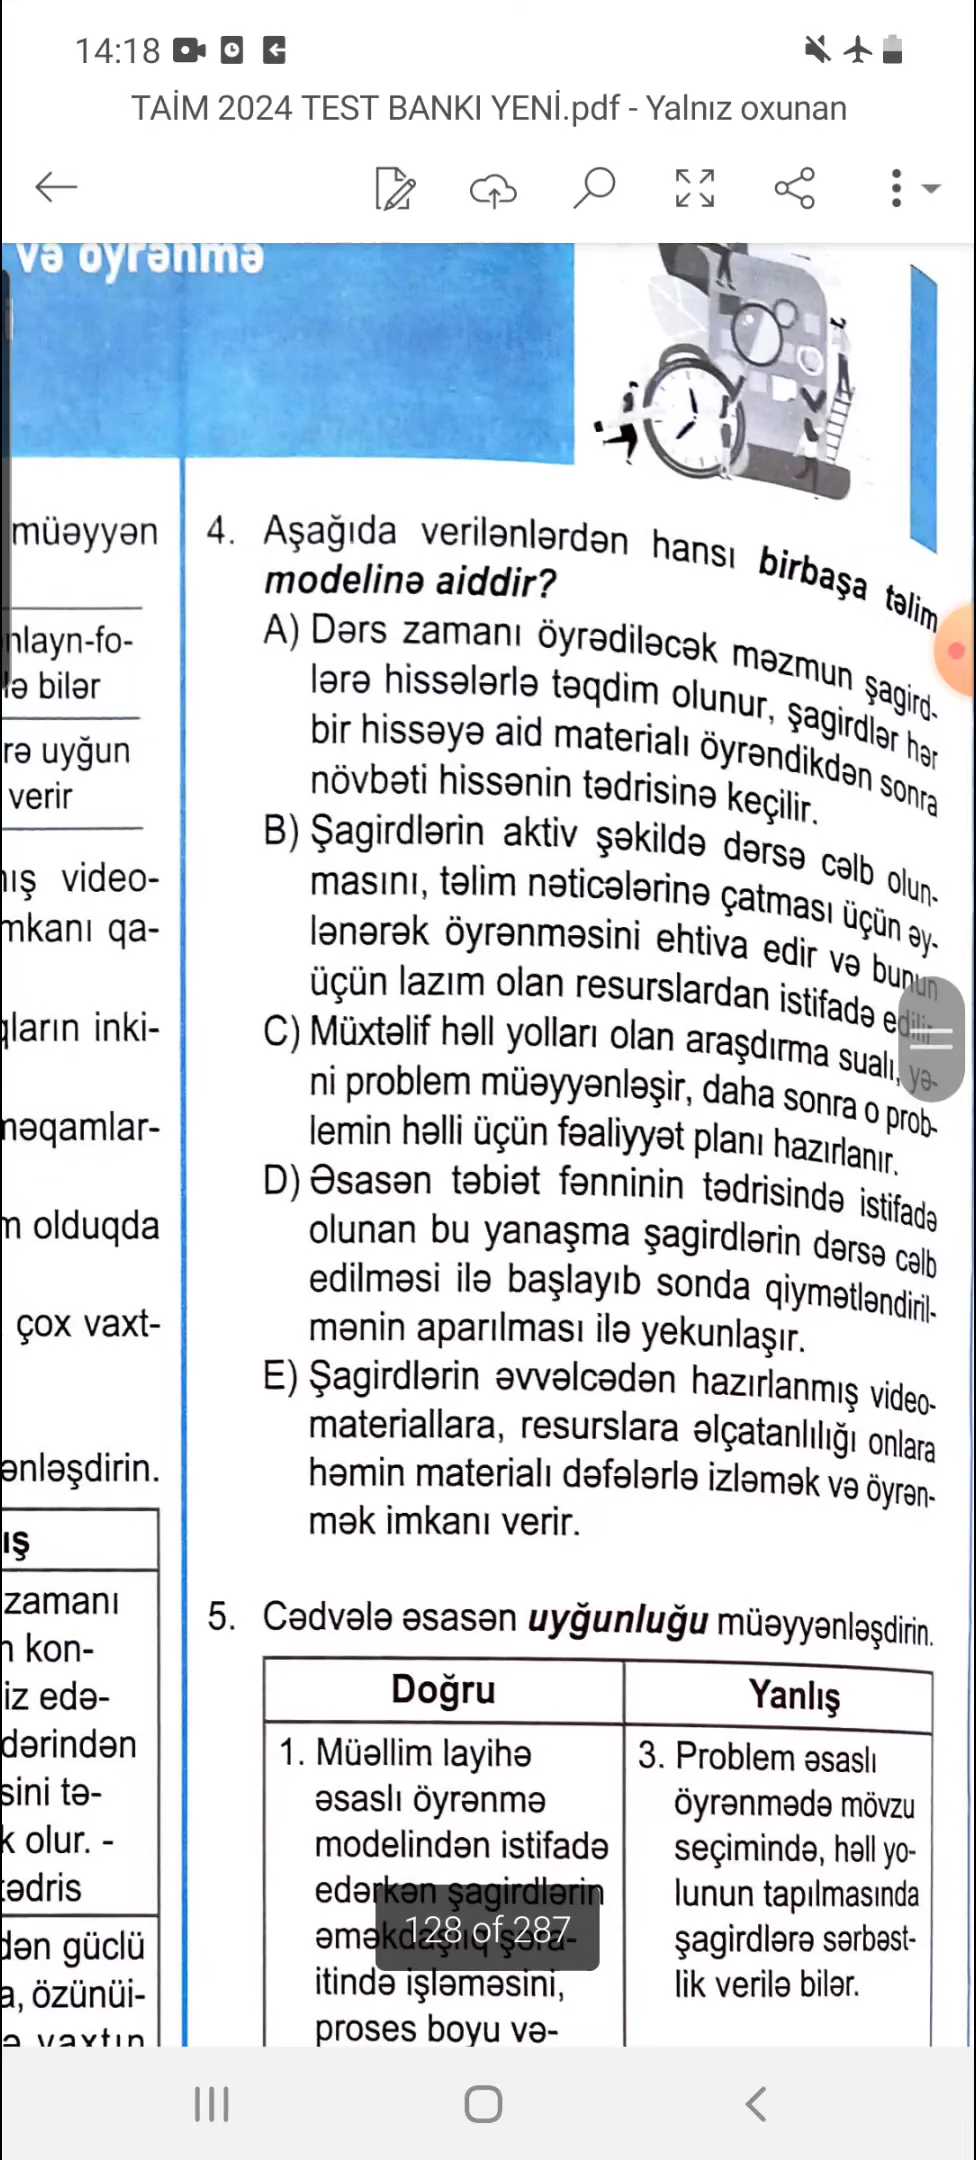 14:18
TAİM 2024 TEST BANKI YENİ.pdf - Yalnız oxunan
və öyrənmə
müəyyən
nlayn-fo-
lə bilər
rə uyğun
verir
video-
mkanı qa-
ların inki-
məqamlar-
m olduqda
çox vaxt-
ənləşdirin.
ış
zamanı
kon-
iz edə-
dərindən
sini tə-
k olur. -
tədris
dən güclü
a, özünüi-
ə vaxtın
4. Aşağıda verilənlərdən hansı birbaşa təlim
modelinə aiddir?
A) Dərs zamanı öyrədiləcək məzmun şagird-
lərə hissələrlə təqdim olunur, şagirdlər hər
bir hissəyə aid materialı öyrəndikdən sonra
növbəti hissənin tədrisinə keçilir.
B) Şagirdlərin aktiv şəkildə dərsə cəlb olun-
masını, təlim nəticələrinə çatması üçün əy-
lənərək öyrənməsini ehtiva edir və bunun
üçün lazım olan resurslardan istifadə edilir
C) Müxtəlif həll yolları olan araşdırma sualı, yə-
ni problem müəyyənləşir, daha sonra o prob-
lemin həlli üçün fəaliyyət planı hazırlanır.
D) Əsasən təbiət fənninin tədrisində istifadə
olunan bu yanaşma şagirdlərin dərsə cəlb
edilməsi ilə başlayıb sonda qiymətləndiril-
mənin aparılması ilə yekunlaşır.
E) Şagirdlərin əvvəlcədən hazırlanmış video-
materiallara, resurslara əlçatanlılığı onlara
həmin materialı dəfələrlə izləmək və öyrən-
mək imkanı verir.
5. Cədvələ əsasən uyğunluğu müəyyənləşdirin.
Doğru
1. Müəllim layihə
əsaslı öyrənmə
modelindən istifadə
edərkən şagirdlərin
əməkdaşlıq şəra-
itində işləməsini,
proses boyu və-
Yanlış
3. Problem əsaslı
öyrənmədə mövzu
seçimində, həll yo-
lunun tapılmasında
şagirdlərə sərbəst-
lik verilə bilər.
128 of 287